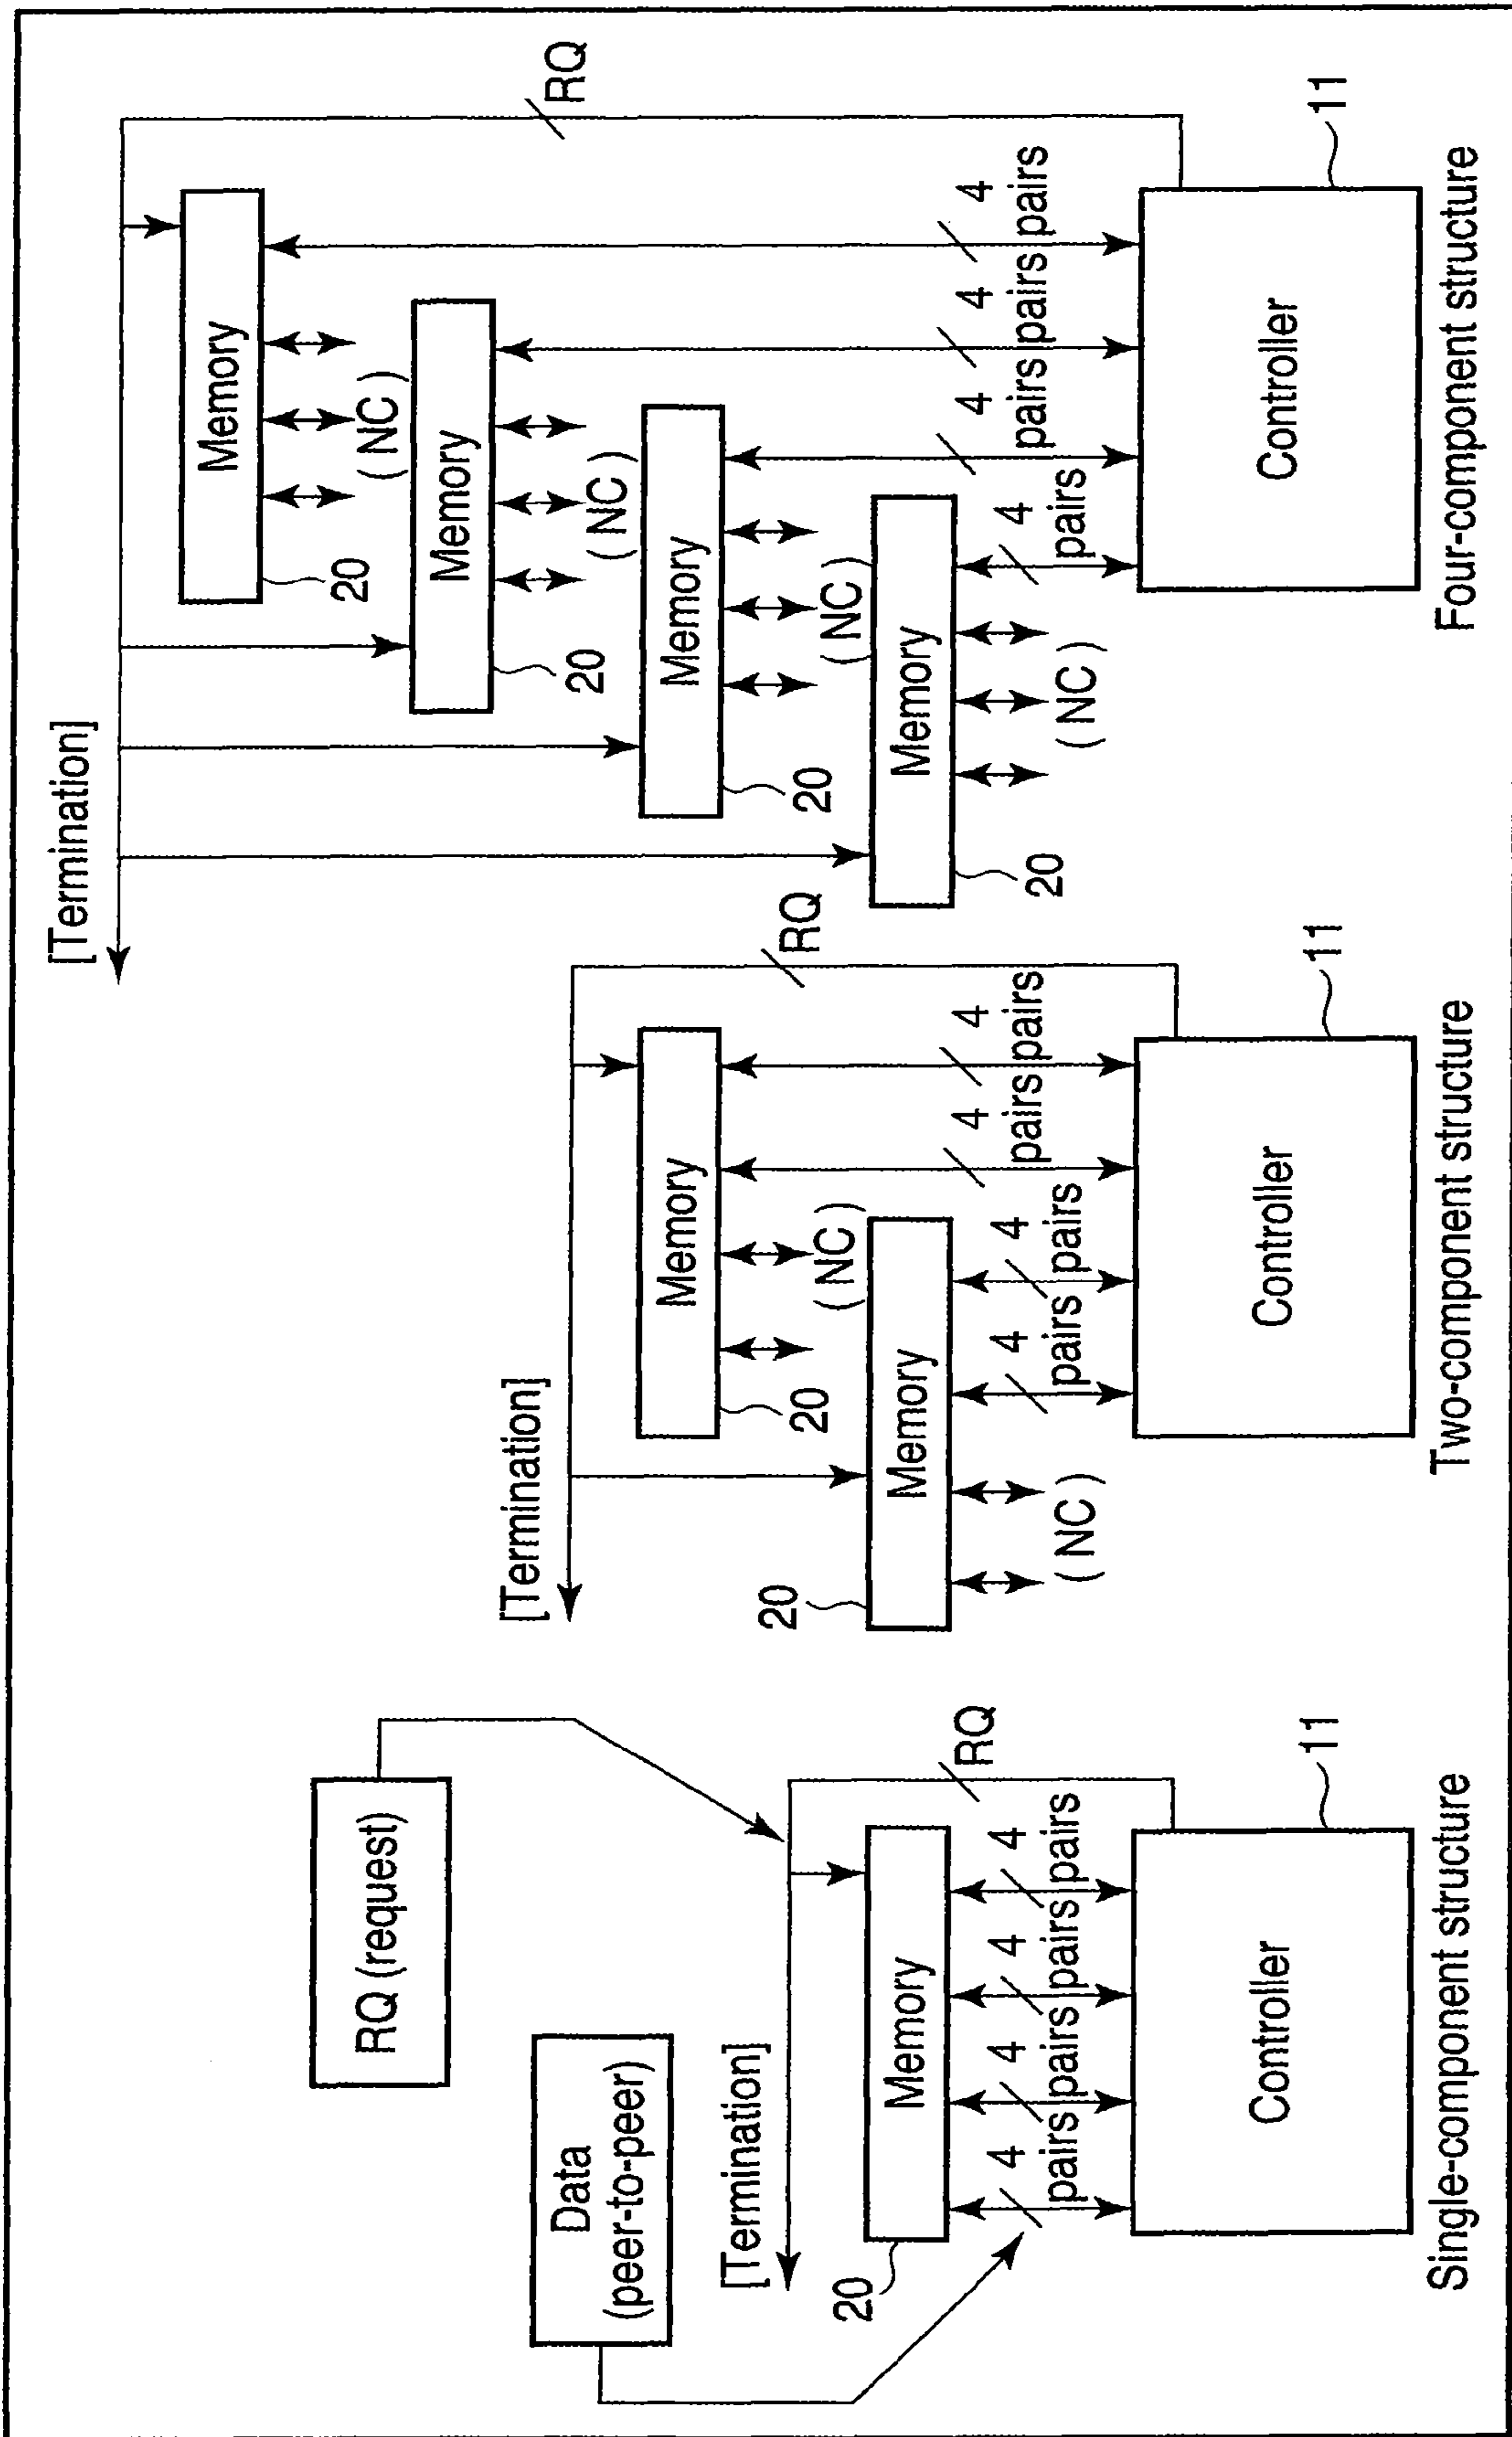 RQ (request)
Data
(peer-to-peer)
[Termination]
20
Memory
RQ
4
4
4
4
pairs
pairs
pairs
pairs
11
Controller
Single-component structure
[Termination]
RQ
Memory
20
( NC )
20
Memory
4
4
pairs
pairs
4
4
pairs
pairs
( NC )
11
Controller
Two-component structure
[Termination]
RQ
Memory
20
( NC )
Memory
20
( NC )
Memory
20
( NC )
Memory
20
( NC )
4
4
4
pairs
pairs
pairs
4
pairs
11
Controller
Four-component structure